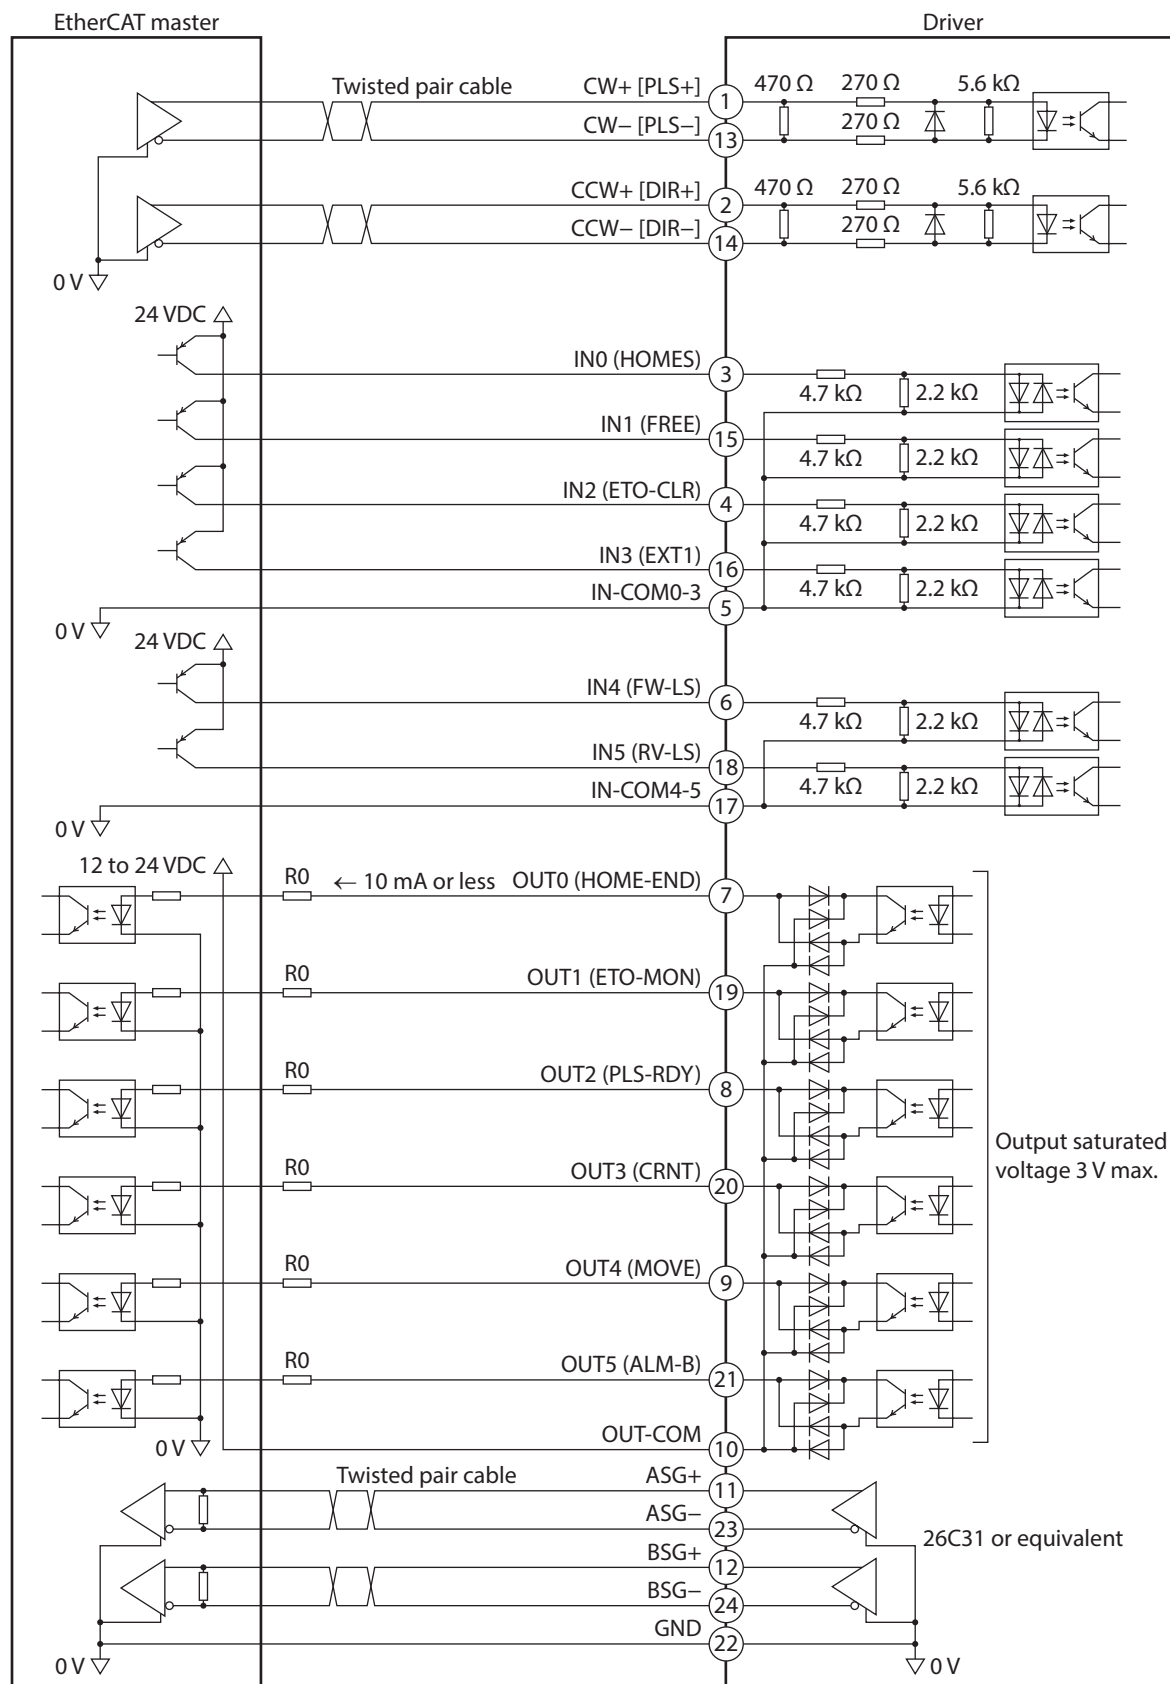 EtherCAT master
Driver
Twisted pair cable
CW+ [PLS+]
1
470 Ω
270 Ω
5.6 kΩ
CW− [PLS−]
13
270 Ω
CCW+ [DIR+]
2
470 Ω
270 Ω
5.6 kΩ
CCW− [DIR−]
14
270 Ω
0 V
24 VDC
IN0 (HOMES)
3
4.7 kΩ
2.2 kΩ
IN1 (FREE)
15
4.7 kΩ
2.2 kΩ
IN2 (ETO-CLR)
4
4.7 kΩ
2.2 kΩ
IN3 (EXT1)
16
4.7 kΩ
2.2 kΩ
IN-COM0-3
5
0 V
24 VDC
IN4 (FW-LS)
6
4.7 kΩ
2.2 kΩ
IN5 (RV-LS)
18
4.7 kΩ
2.2 kΩ
IN-COM4-5
17
0 V
12 to 24 VDC
R0
← 10 mA or less
OUT0 (HOME-END)
7
R0
OUT1 (ETO-MON)
19
R0
OUT2 (PLS-RDY)
8
Output saturated
voltage 3 V max.
R0
OUT3 (CRNT)
20
R0
OUT4 (MOVE)
9
R0
OUT5 (ALM-B)
21
0 V
OUT-COM
10
Twisted pair cable
ASG+
11
ASG−
23
26C31 or equivalent
BSG+
12
BSG−
24
GND
22
0 V
0 V